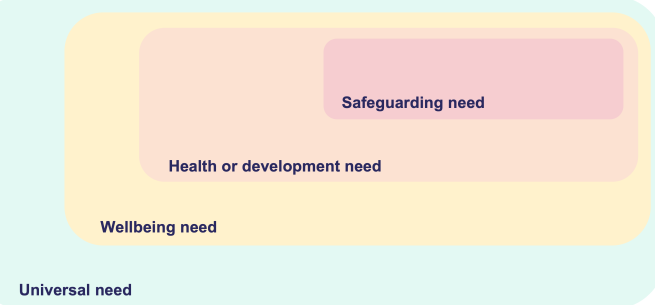 Safeguarding need
Health or development need
Wellbeing need
Universal need